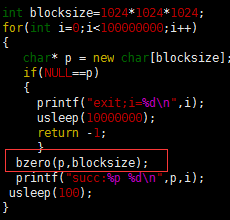 int blocksize=1024*1024*1024;
for(int i=0;i<100000000;i++)
{
char* p = new char[blocksize];
if(NULL==p)
{
printf("exit:i=%d\n",i);
usleep(10000000);
return -1;
}
bzero(p,blocksize);
printf("succ:%p %d\n",p,i);
usleep(100);
}